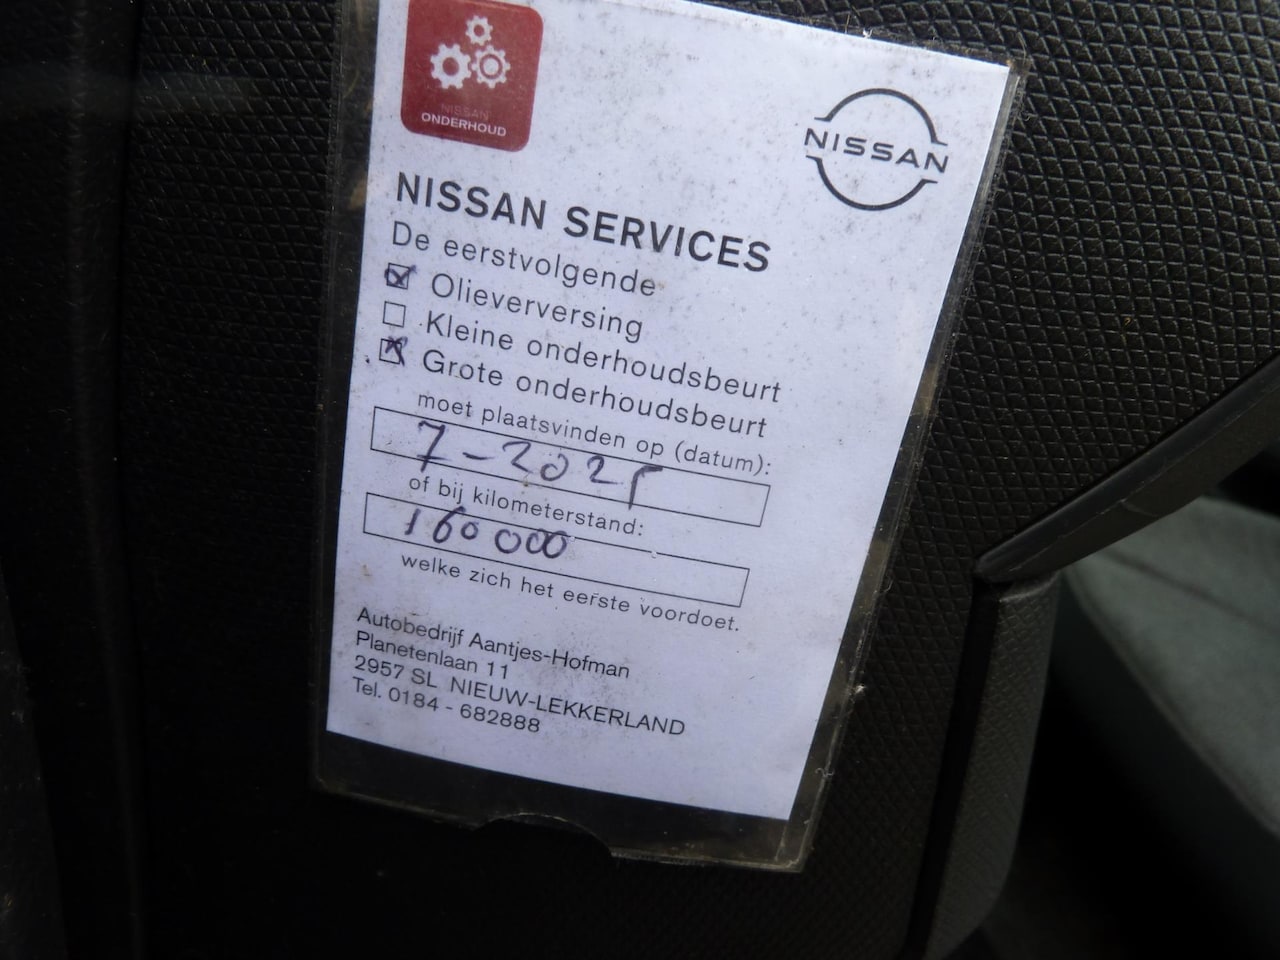 NISSAN
ONDERHOUD
NISSAN
NISSAN SERVICES
De eerstvolgende
Olieverversing
Kleine onderhoudsbeurt
Grote onderhoudsbeurt
moet plaatsvinden op (datum):
7-2025
of bij kilometerstand:
160000
welke zich het eerste voordoet.
Autobedrijf Aantjes-Hofman
Planetenlaan 11
2957 SL NIEUW-LEKKERLAND
Tel. 0184 - 682888